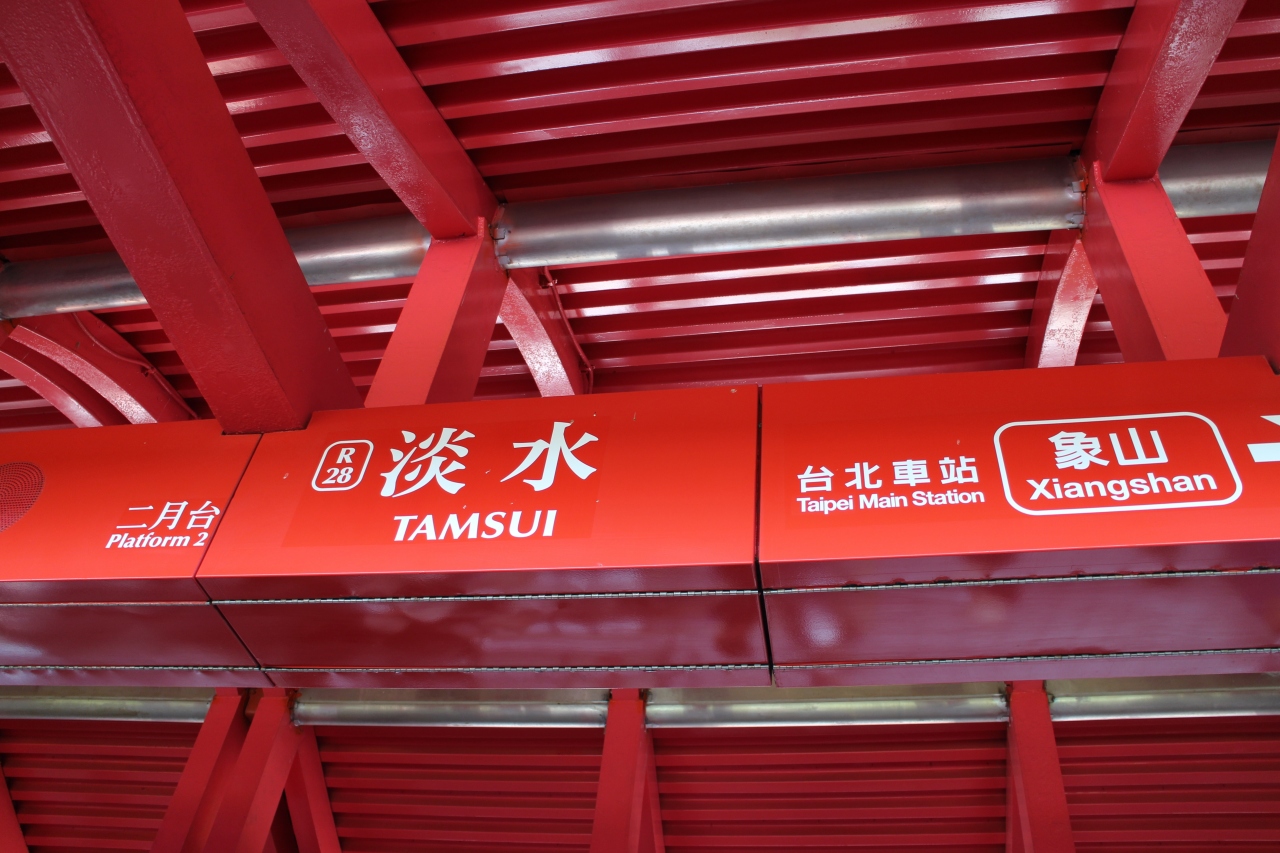 二月台
Platform 2
R
28
淡水
TAMSUI
台北車站
Taipei Main Station
象山
Xiangshan